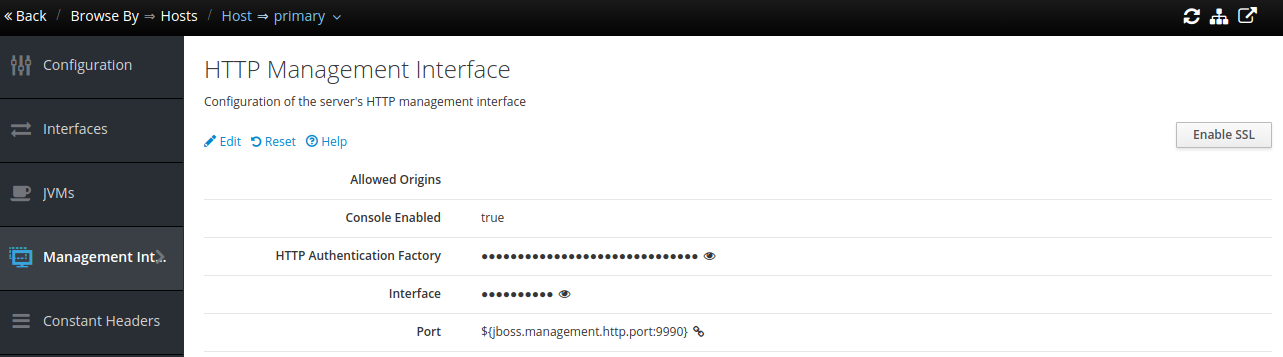 « Back / Browse By ⇒ Hosts / Host ⇒ primary
Configuration
Interfaces
JVMs
Management Int...
Constant Headers
HTTP Management Interface
Configuration of the server's HTTP management interface
Edit Reset Help
Enable SSL
Allowed Origins
Console Enabled true
HTTP Authentication Factory ••••••••••••••••••••••••••••••
Interface ••••••••••
Port ${jboss.management.http.port:9990}